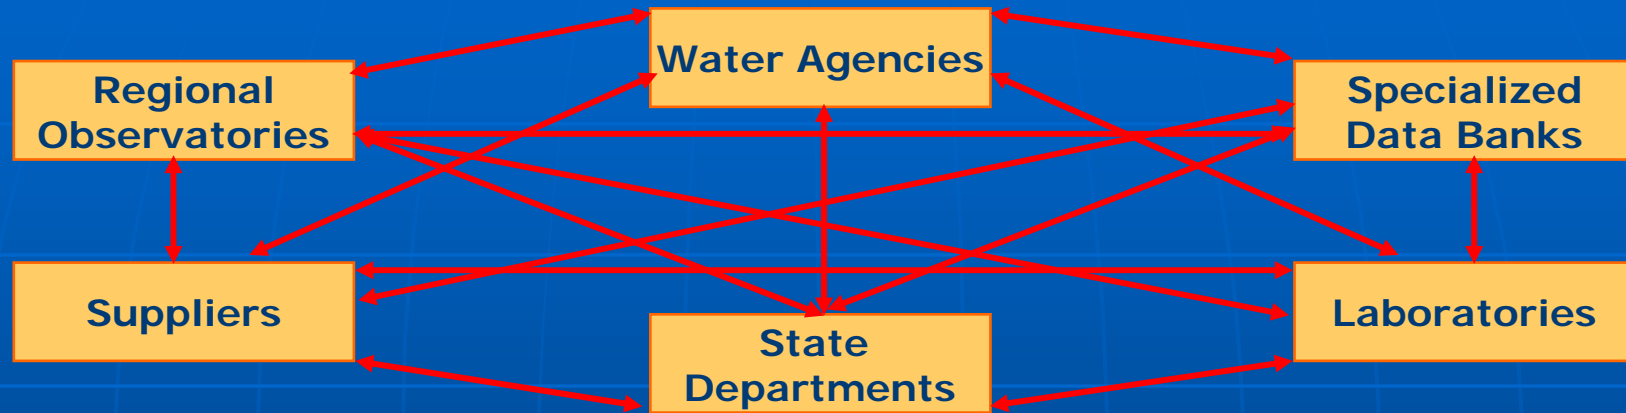 Water Agencies
Regional
Observatories
Specialized
Data Banks
Suppliers
State
Departments
Laboratories